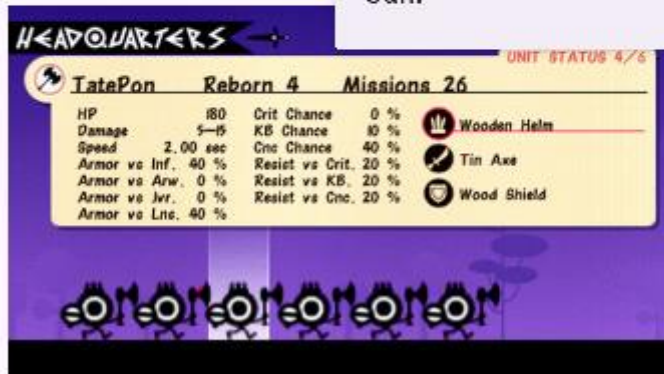 HEADQUARTERS
UNIT STATUS 4/6
TatePon Reborn 4 Missions 26
HP 180 Crit Chance 0 %
Damage 5-15 KB Chance 10 % Wooden Helm
Speed 2.00 sec Cnc Chance 40 %
Armor vs Inf. 40 % Resist vs Crit. 20 % Tin Axe
Armor vs Arw. 0 % Resist vs KB. 20 %
Armor vs Jvr. 0 % Resist vs Cnc. 20 % Wood Shield
Armor vs Lns. 40 %